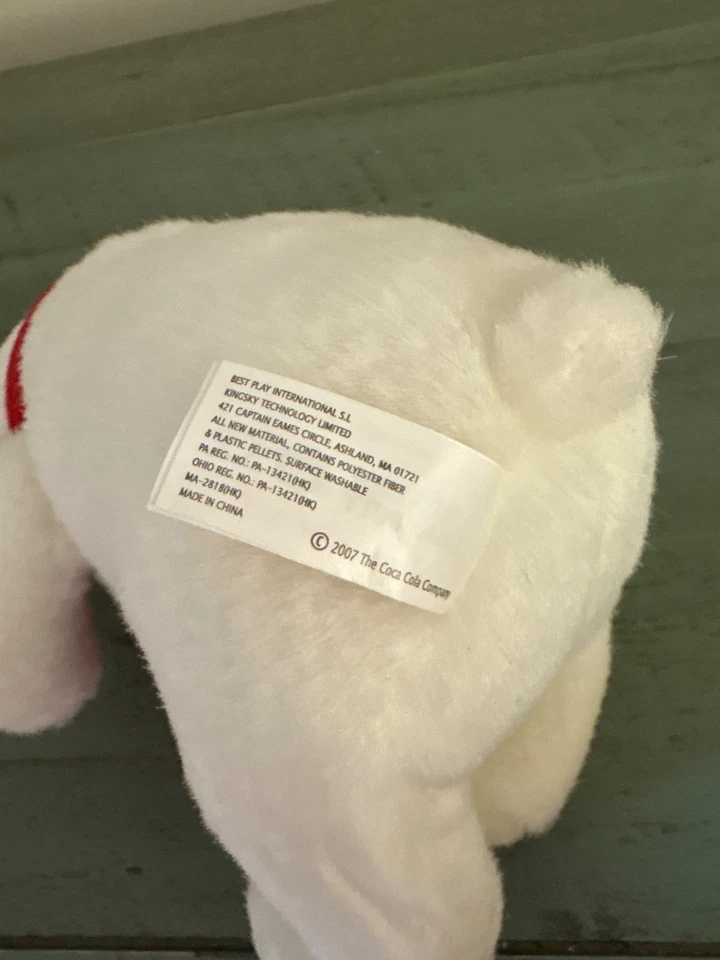 BEST PLAY INTERNATIONAL S.L
KINGSKY TECHNOLOGY LIMITED
421 CAPTAIN EAMES CIRCLE, ASHLAND, MA 01721
ALL NEW MATERIAL, CONTAINS POLYESTER FIBER
& PLASTIC PELLETS, SURFACE WASHABLE
PA REG. NO.: PA-13421(HK)
OHIO REG. NO.: PA-13421(HK)
MA-2818(HK)
MADE IN CHINA
© 2007 The Coca Cola Company